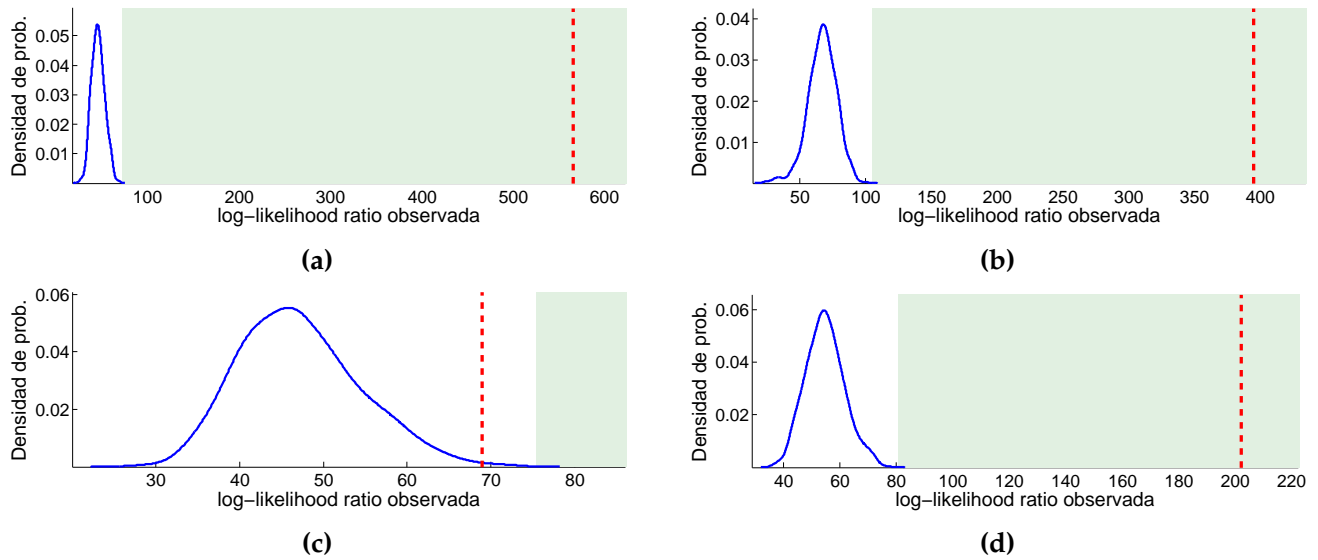 Densidad de prob.
0.05
0.04
0.03
0.02
0.01
100 200 300 400 500 600
log−likelihood ratio observada
(a)
Densidad de prob.
0.04
0.03
0.02
0.01
50 100 150 200 250 300 350 400
log−likelihood ratio observada
(b)
Densidad de prob.
0.06
0.04
0.02
30 40 50 60 70 80
log−likelihood ratio observada
(c)
Densidad de prob.
0.06
0.04
0.02
40 60 80 100 120 140 160 180 200 220
log−likelihood ratio observada
(d)